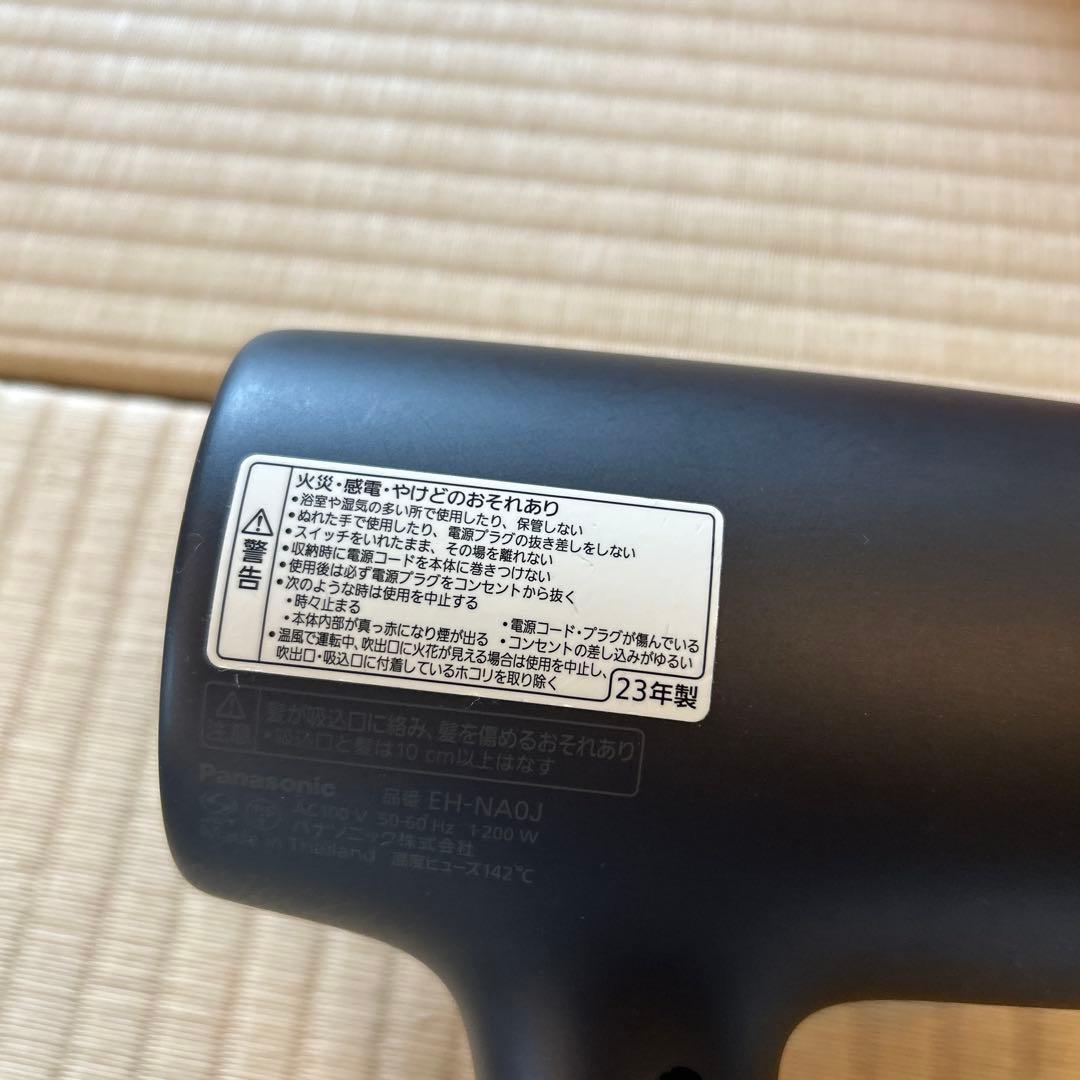 警告
火災・感電・やけどのおそれあり
•浴室や湿気の多い所で使用したり、保管しない
•ぬれた手で使用したり、電源プラグの抜き差しをしない
•スイッチをいれたまま、その場を離れない
•収納時に電源コードを本体に巻きつけない
•使用後は必ず電源プラグをコンセントから抜く
•次のような時は使用を中止する
•時々止まる •電源コード・プラグが傷んでいる
•本体内部が真っ赤になり煙が出る •コンセントの差し込みがゆるい
•温風で運転中、吹出口に火花が見える場合は使用を中止し、
吹出口・吸込口に付着しているホコリを取り除く
23年製
注意
髪が吸込口に絡み、髪を傷めるおそれあり
•吸込口と髪は10 cm以上はなす
Panasonic 品番 EH-NA0J
AC 100 V 50-60 Hz 1 200 W
パナソニック株式会社
Made in Thailand 温度ヒューズ142℃